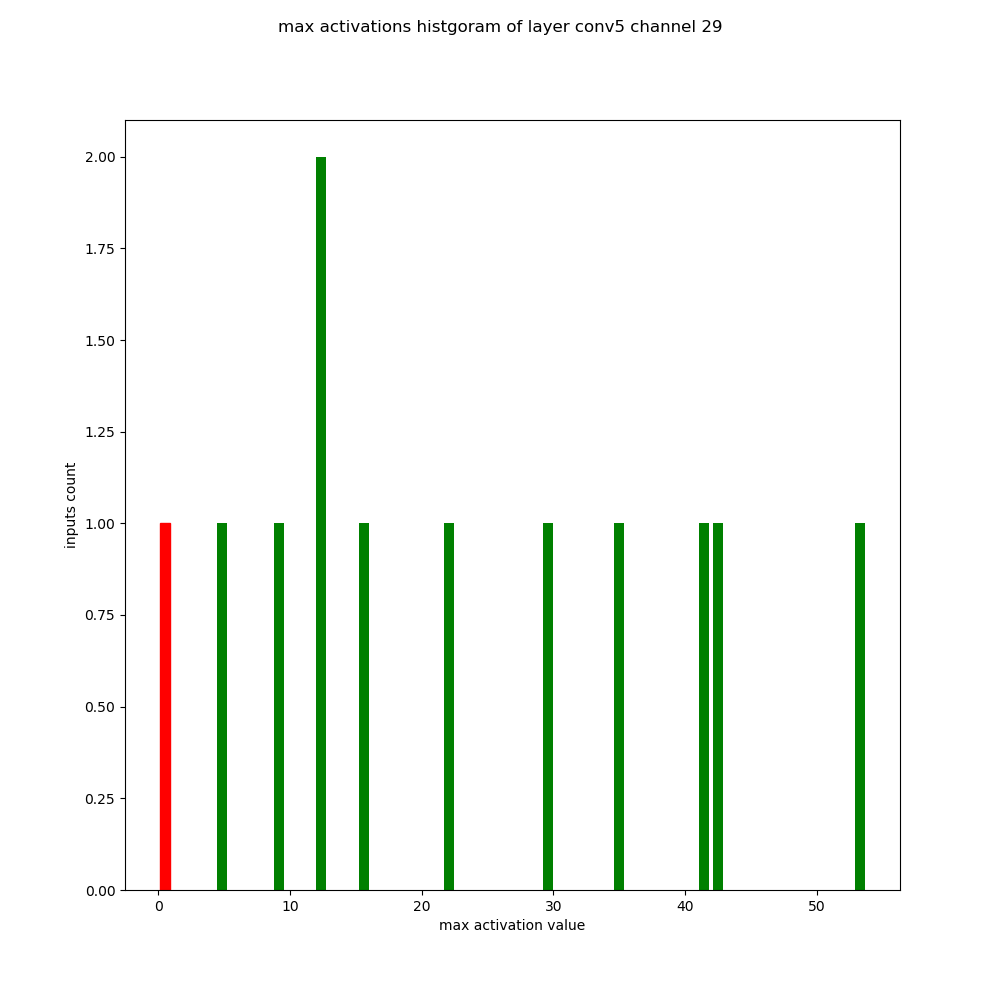 max activations histgoram of layer conv5 channel 29
2.00
1.75
1.50
1.25
1.00
0.75
0.50
0.25
0.00
inputs count
0 10 20 30 40 50
max activation value